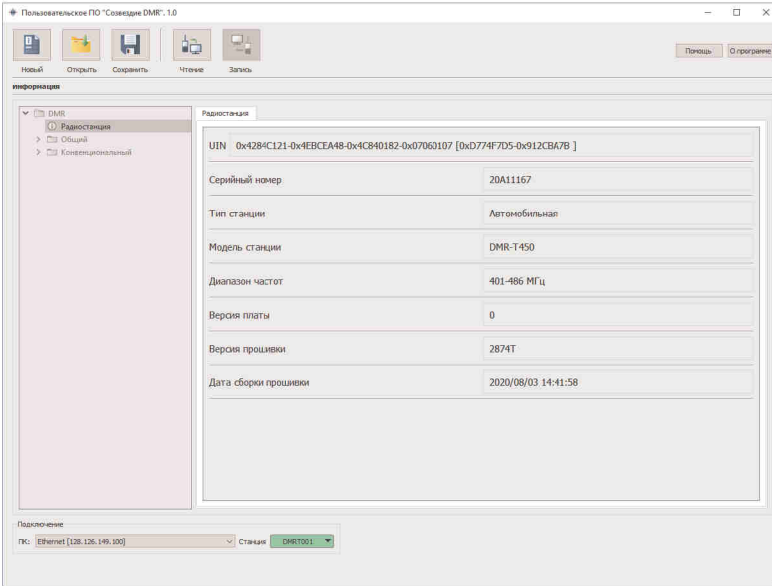 Пользовательское ПО "Созвездие DMR". 1.0
Новый Открыть Сохранить Чтение Запись
Помощь О программе
информация
DMR
Радиостанция
Общий
Конвенциональный
Радиостанция
UIN 0x4284C121-0x4EBCEA48-0x4C840182-0x07060107 [0xD774F7D5-0x912CBA7B ]
Серийный номер 20A11167
Тип станции Автомобильная
Модель станции DMR-T450
Диапазон частот 401-486 МГц
Версия платы 0
Версия прошивки 2874T
Дата сборки прошивки 2020/08/03 14:41:58
Подключение
ПК: Ethernet [128.126.149.100] Станция DMRT001